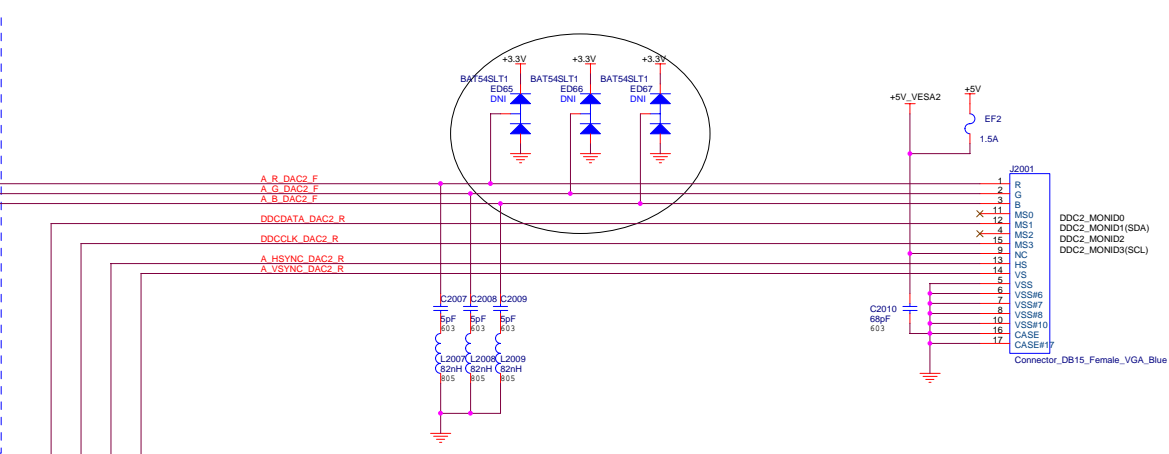 +3.3V +3.3V +3.3V
BAT54SLT1 BAT54SLT1 BAT54SLT1
ED65 ED66 ED67
DNI DNI DNI
+5V_VESA2
+5V
EF2
1.5A
J2001
A_R_DAC2_F
A_G_DAC2_F
A_B_DAC2_F
DDCDATA_DAC2_R
DDCCLK_DAC2_R
A_HSYNC_DAC2_R
A_VSYNC_DAC2_R
1 R
2 G
3 B
11 MS0
12 MS1
4 MS2
15 MS3
9 NC
13 HS
14 VS
5 VSS
6 VSS#6
7 VSS#7
8 VSS#8
10 VSS#10
16 CASE
17 CASE#17
DDC2_MONID0
DDC2_MONID1(SDA)
DDC2_MONID2
DDC2_MONID3(SCL)
Connector_DB15_Female_VGA_Blue
C2007 C2008 C2009
5pF 5pF 5pF
603 603 603
L2007 L2008 L2009
82nH 82nH 82nH
805 805 805
C2010
68pF
603